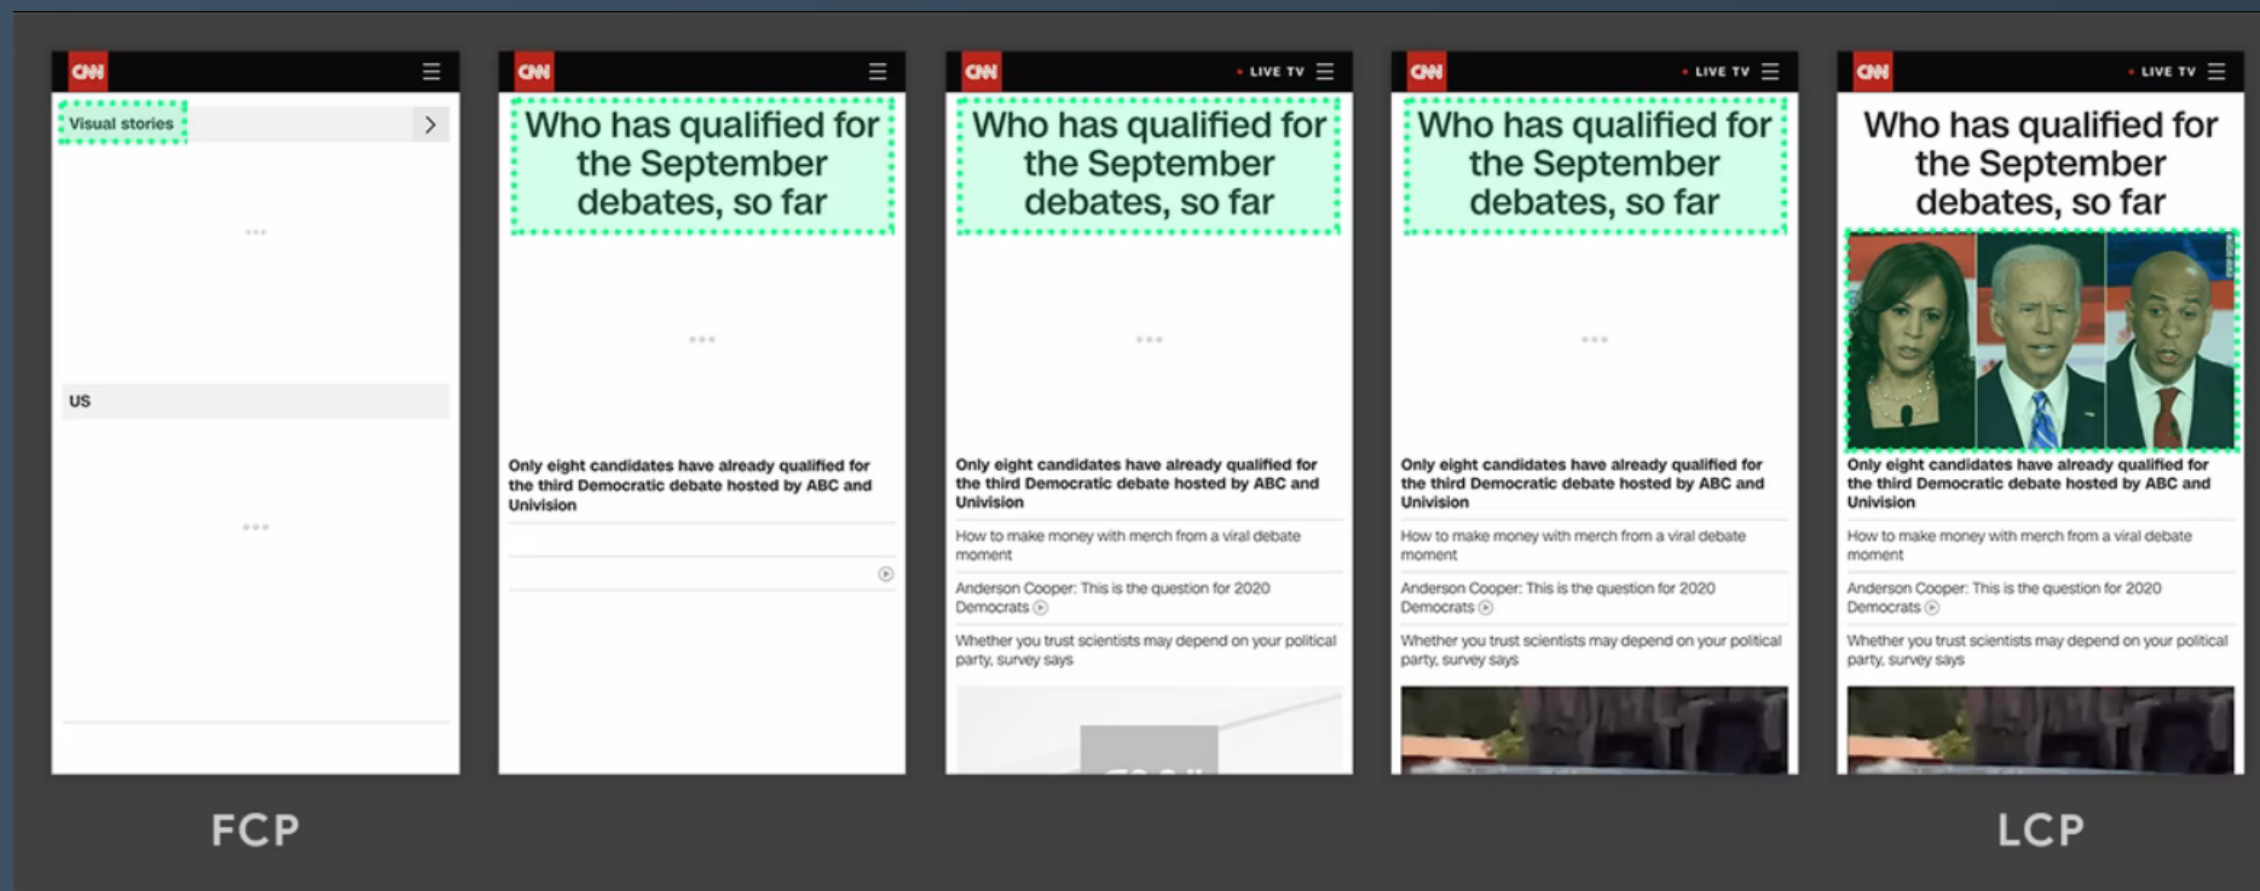 CNN
Visual stories
US
FCP
CNN
Who has qualified for
the September
debates, so far
Only eight candidates have already qualified for
the third Democratic debate hosted by ABC and
Univision
CNN
LIVE TV
Who has qualified for
the September
debates, so far
Only eight candidates have already qualified for
the third Democratic debate hosted by ABC and
Univision
How to make money with merch from a viral debate
moment
Anderson Cooper: This is the question for 2020
Democrats
Whether you trust scientists may depend on your political
party, survey says
CNN
LIVE TV
Who has qualified for
the September
debates, so far
Only eight candidates have already qualified for
the third Democratic debate hosted by ABC and
Univision
How to make money with merch from a viral debate
moment
Anderson Cooper: This is the question for 2020
Democrats
Whether you trust scientists may depend on your political
party, survey says
CNN
LIVE TV
Who has qualified for
the September
debates, so far
Only eight candidates have already qualified for
the third Democratic debate hosted by ABC and
Univision
How to make money with merch from a viral debate
moment
Anderson Cooper: This is the question for 2020
Democrats
Whether you trust scientists may depend on your political
party, survey says
LCP